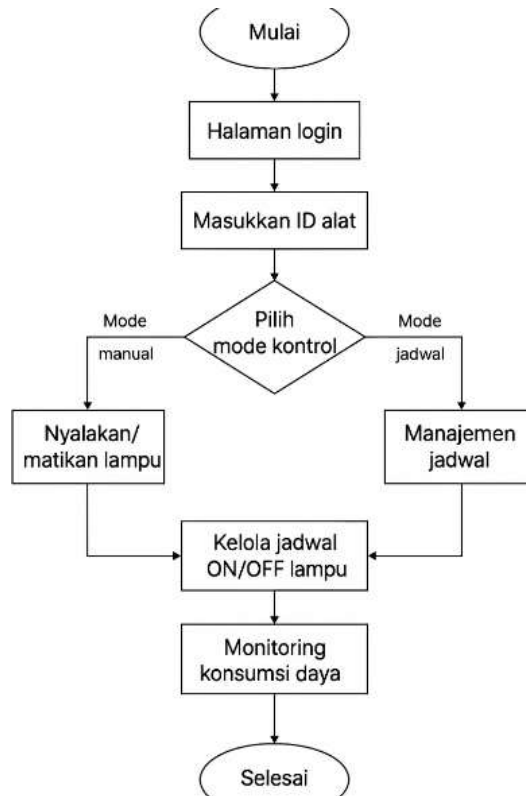 Mulai
Halaman login
Masukkan ID alat
Pilih
mode kontrol
Mode
manual
Mode
jadwal
Nyalakan/
matikan lampu
Manajemen
jadwal
Kelola jadwal
ON/OFF lampu
Monitoring
konsumsi daya
Selesai